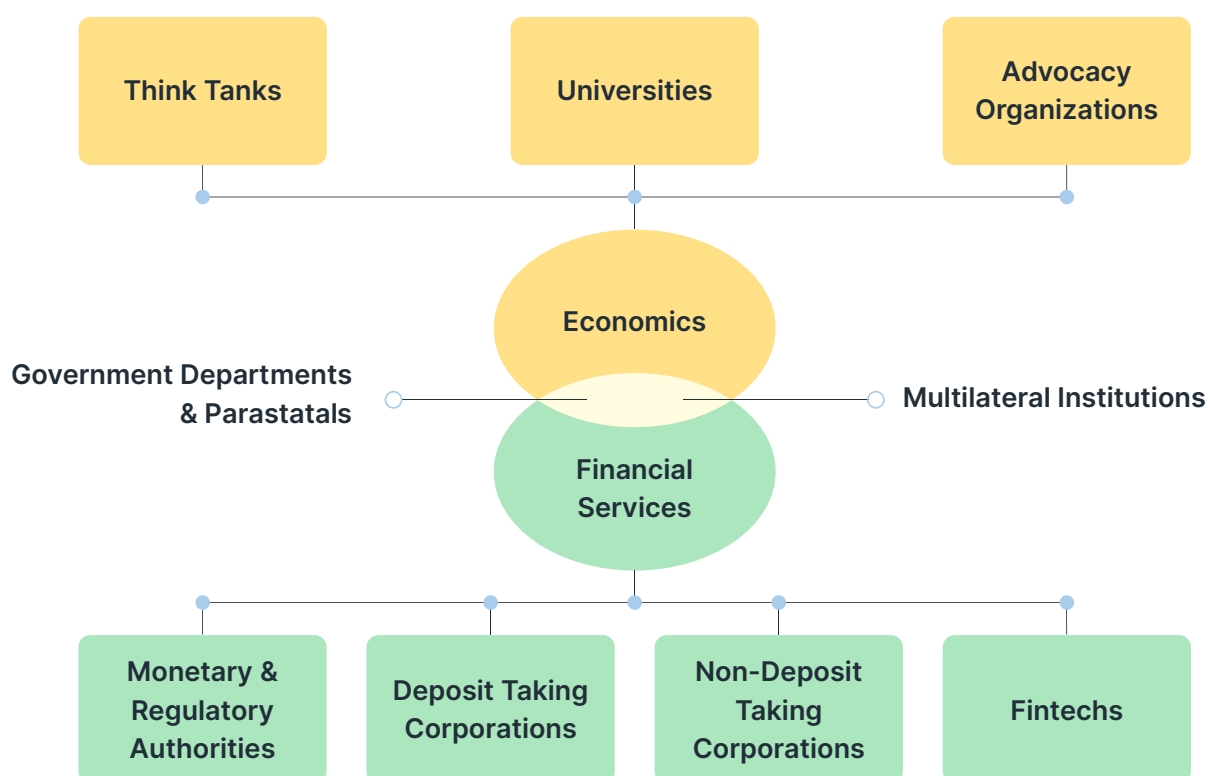 Think Tanks
Universities
Advocacy
Organizations
Economics
Government Departments
& Parastatals
Multilateral Institutions
Financial
Services
Monetary &
Regulatory
Authorities
Deposit Taking
Corporations
Non-Deposit
Taking
Corporations
Fintechs